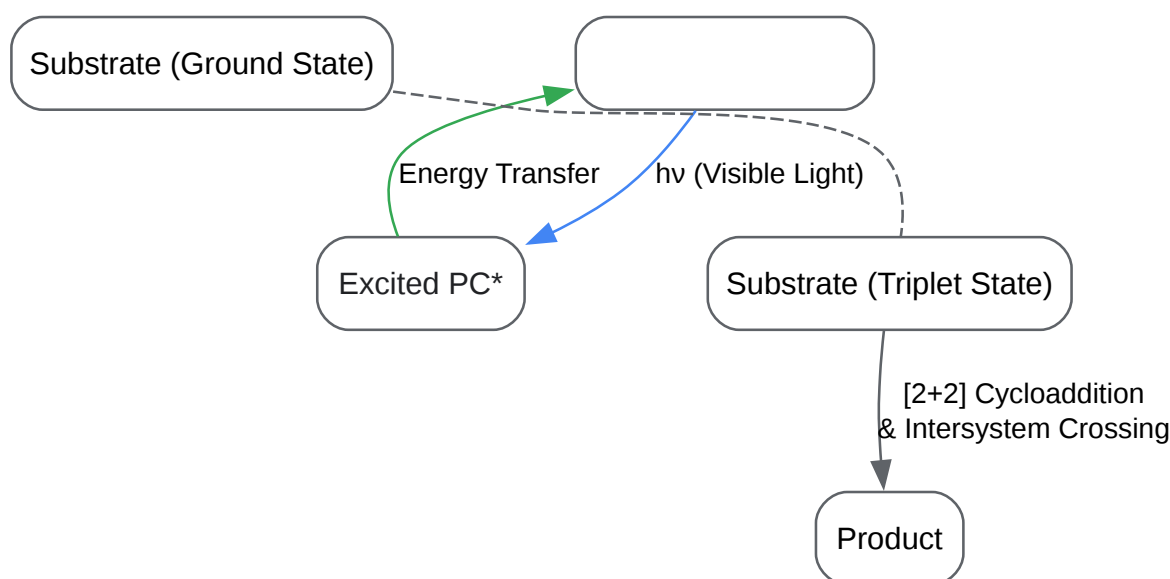 Substrate (Ground State)
Energy Transfer
hν (Visible Light)
Excited PC*
Substrate (Triplet State)
[2+2] Cycloaddition
& Intersystem Crossing
Product